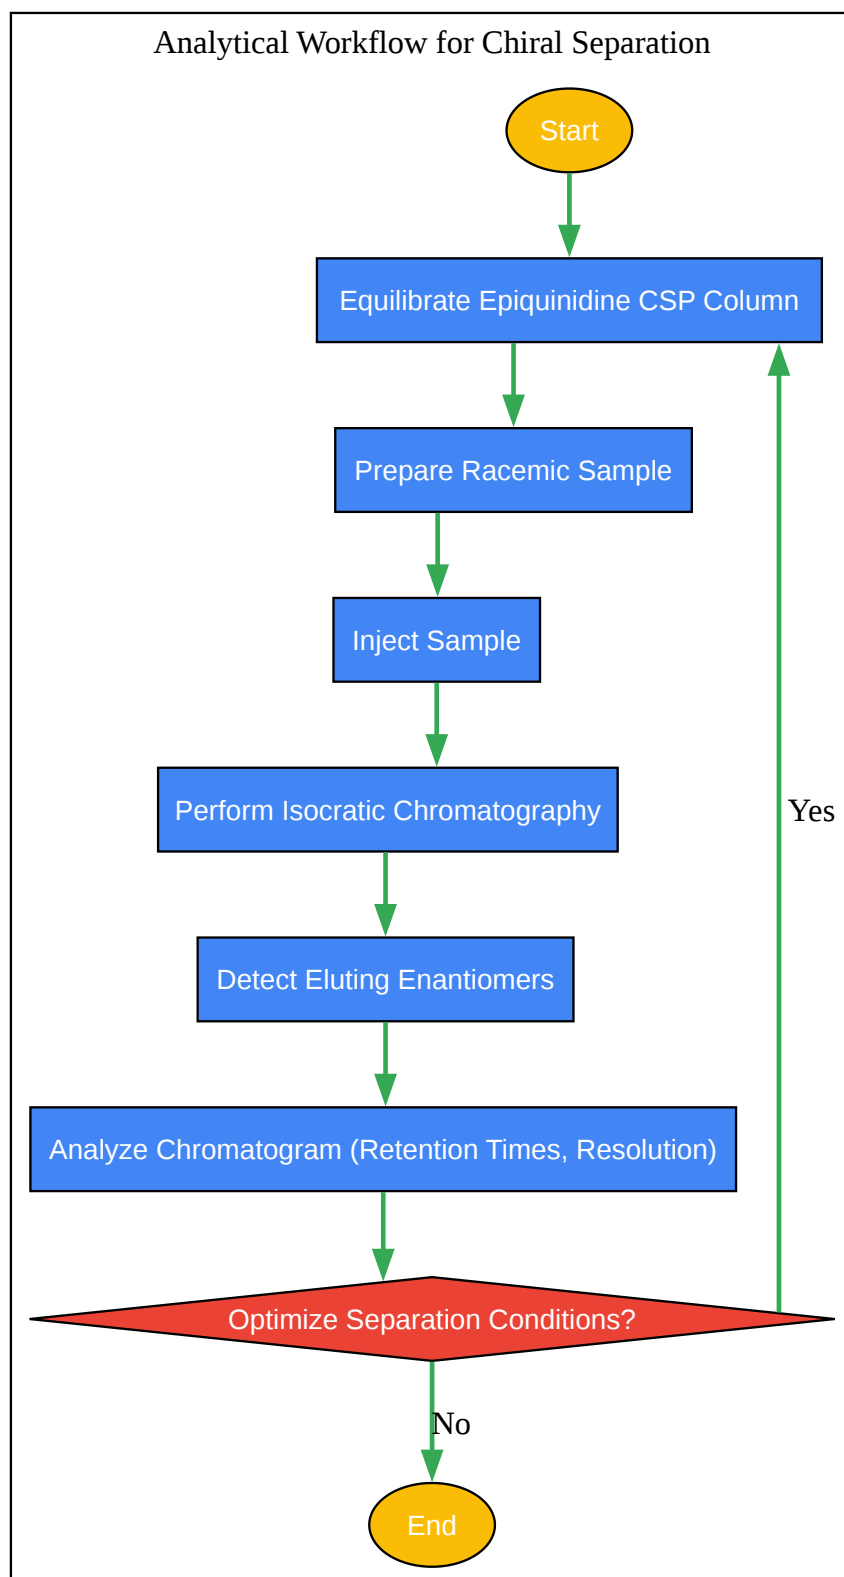 Analytical Workflow for Chiral Separation
Start
Equilibrate Epiquinidine CSP Column
Prepare Racemic Sample
Inject Sample
Perform Isocratic Chromatography
Yes
Detect Eluting Enantiomers
Analyze Chromatogram (Retention Times, Resolution)
Optimize Separation Conditions?
No
End